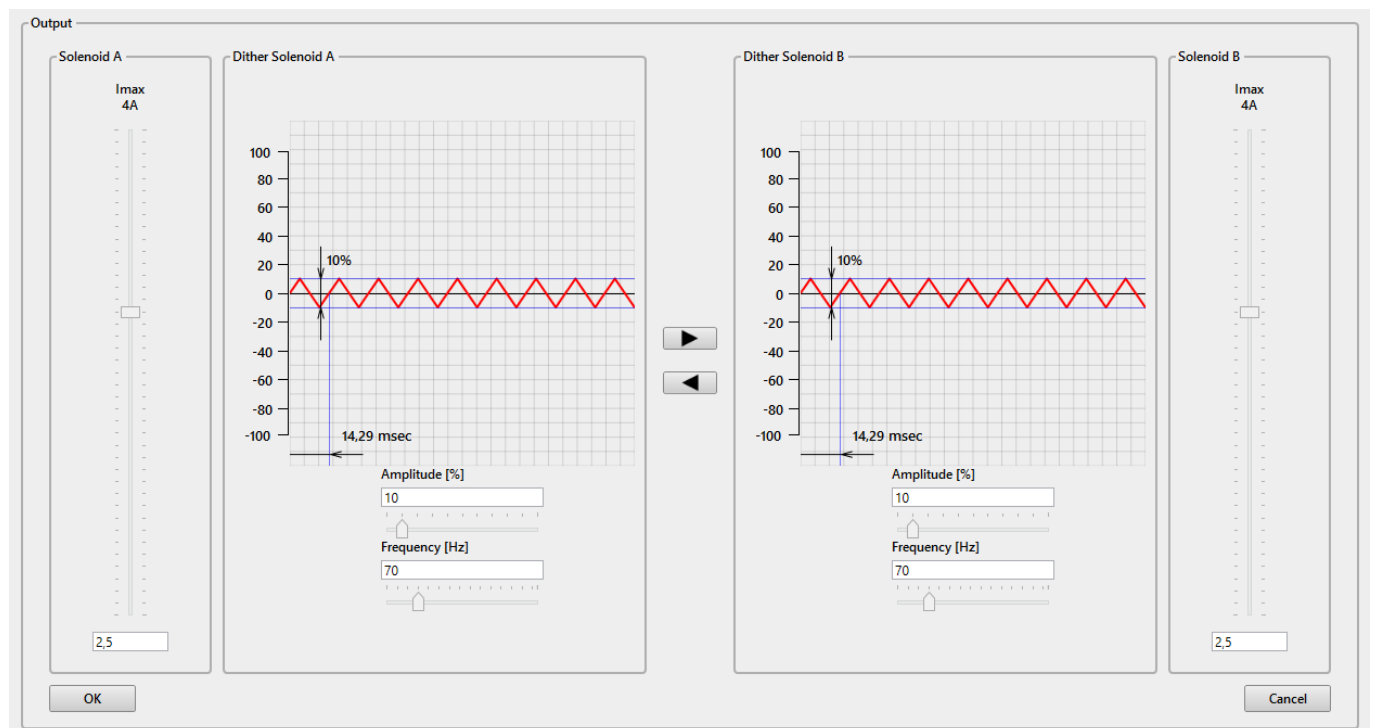 Output
Solenoid A
Imax
4A
2,5
Dither Solenoid A
100
80
60
40
20
0
-20
-40
-60
-80
-100
10%
14,29 msec
Amplitude [%]
10
Frequency [Hz]
70
Dither Solenoid B
100
80
60
40
20
0
-20
-40
-60
-80
-100
10%
14,29 msec
Amplitude [%]
10
Frequency [Hz]
70
Solenoid B
Imax
4A
2,5
OK
Cancel